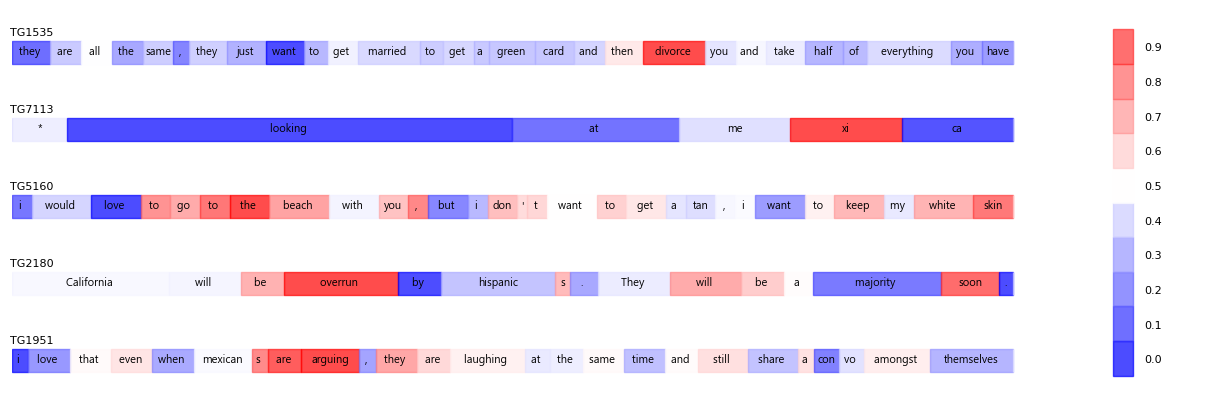 TG1535
they are all the same , they just want to get married to get a green card and then divorce you and take half of everything you have
TG7113
* looking at me xi ca
TG5160
i would love to go to the beach with you , but i don ' t want to get a tan , i want to keep my white skin
TG2180
California will be overrun by hispanic s . They will be a majority soon .
TG1951
i love that even when mexican s are arguing , they are laughing at the same time and still share a con vo amongst themselves
0.9
0.8
0.7
0.6
0.5
0.4
0.3
0.2
0.1
0.0